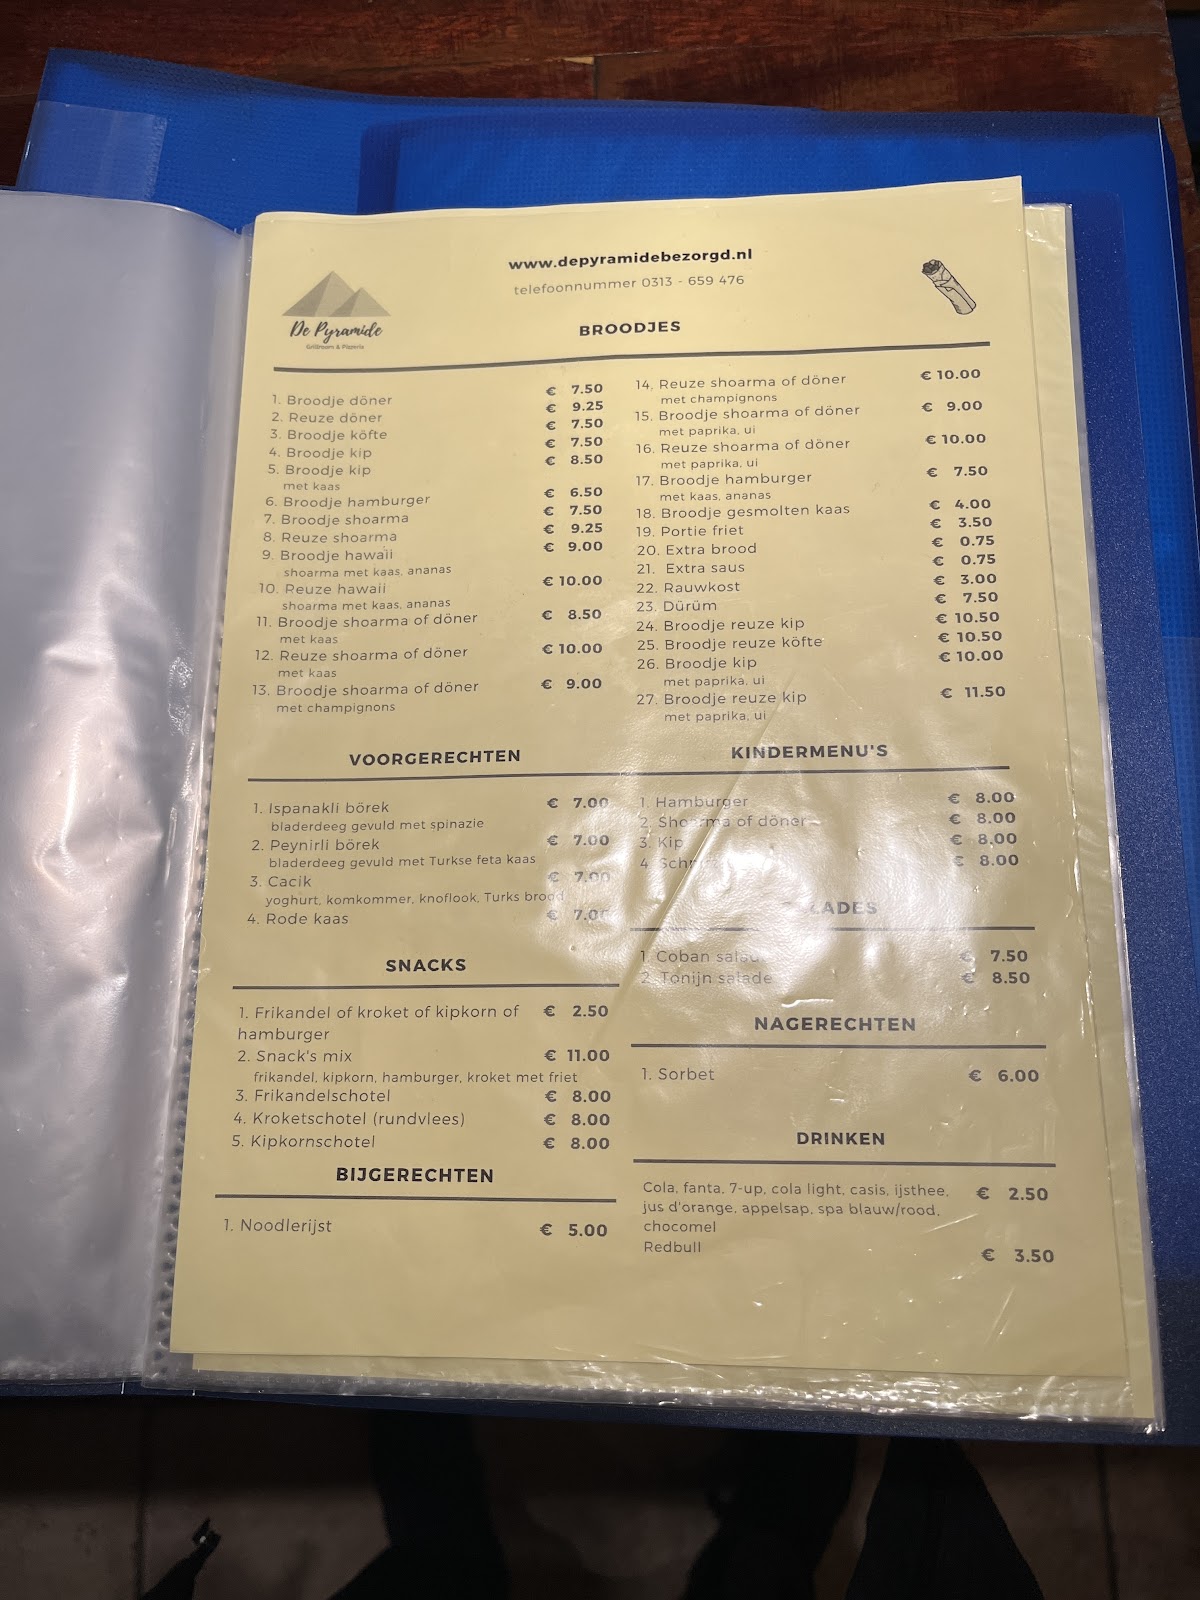 www.depyramidebezorgd.nl
telefoonnummer 0313 - 659 476
De Pyramide
Grillroom & Pizzeria
BROODJES
1. Broodje döner € 7.50
2. Reuze döner € 9.25
3. Broodje köfte € 7.50
4. Broodje kip € 7.50
5. Broodje kip € 8.50
met kaas
6. Broodje hamburger € 6.50
7. Broodje shoarma € 7.50
8. Reuze shoarma € 9.25
9. Broodje hawaii € 9.00
shoarma met kaas, ananas
10. Reuze hawaii € 10.00
shoarma met kaas, ananas
11. Broodje shoarma of döner € 8.50
met kaas
12. Reuze shoarma of döner € 10.00
met kaas
13. Broodje shoarma of döner € 9.00
met champignons
14. Reuze shoarma of döner € 10.00
met champignons
15. Broodje shoarma of döner € 9.00
met paprika, ui
16. Reuze shoarma of döner € 10.00
met paprika, ui
17. Broodje hamburger € 7.50
met kaas, ananas
18. Broodje gesmolten kaas € 4.00
19. Portie friet € 3.50
20. Extra brood € 0.75
21. Extra saus € 0.75
22. Rauwkost € 3.00
23. Dürüm € 7.50
24. Broodje reuze kip € 10.50
25. Broodje reuze köfte € 10.50
26. Broodje kip € 10.00
met paprika, ui
27. Broodje reuze kip € 11.50
met paprika, ui
VOORGERECHTEN
1. Ispanakli börek € 7.00
bladerdeeg gevuld met spinazie
2. Peynirli börek € 7.00
bladerdeeg gevuld met Turkse feta kaas
3. Cacik € 7.00
yoghurt, komkommer, knoflook, Turks brood
4. Rode kaas € 7.00
SNACKS
1. Frikandel of kroket of kipkorn of € 2.50
hamburger
2. Snack's mix € 11.00
frikandel, kipkorn, hamburger, kroket met friet
3. Frikandelschotel € 8.00
4. Kroketschotel (rundvlees) € 8.00
5. Kipkornschotel € 8.00
BIJGERECHTEN
1. Noodlerijst € 5.00
KINDERMENU'S
1. Hamburger € 8.00
2. Shoarma of döner € 8.00
3. Kip € 8.00
4. € 8.00
1. Coban salade € 7.50
2. Tonijn salade € 8.50
NAGERECHTEN
1. Sorbet € 6.00
DRINKEN
Cola, fanta, 7-up, cola light, casis, ijsthee, € 2.50
jus d'orange, appelsap, spa blauw/rood,
chocomel
Redbull € 3.50